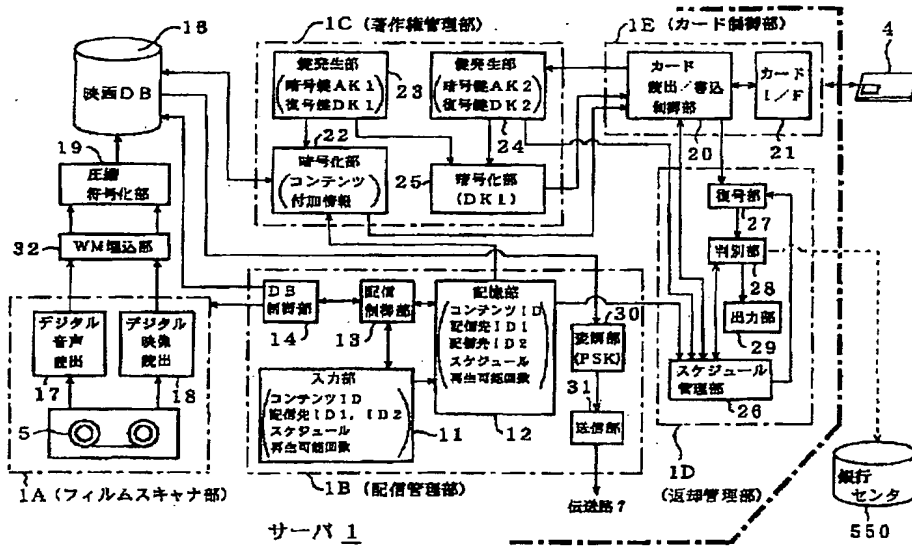 16
映画DB
19
圧縮
符号化部
32
WM埋込部
デジタル
音声
読出
デジタル
映像
読出
17
18
5
1A(フィルムスキャナ部)
1C(著作権管理部)
鍵発生部
(暗号鍵AK1
復号鍵DK1)
23
鍵発生部
(暗号鍵AK2
復号鍵DK2)
24
22
暗号化部
(コンテンツ
付加情報)
25
暗号化部
(DK1)
1E(カード制御部)
カード
読出/書込
制御部
カード
I/F
20
21
4
復号部
27
判別部
28
出力部
29
スケジュール
管理部
26
1D
(返却管理部)
DB
制御部
14
配信
制御部
13
記憶部
(コンテンツID
配信先ID1
配信先ID2
スケジュール
再生可能回数)
12
入力部
(コンテンツID
配信先ID1, ID2
スケジュール
再生可能回数)
11
30
変調部
(PSK)
31
送信部
1B(配信管理部)
伝送路7
銀行
センタ
550
サーバ 1